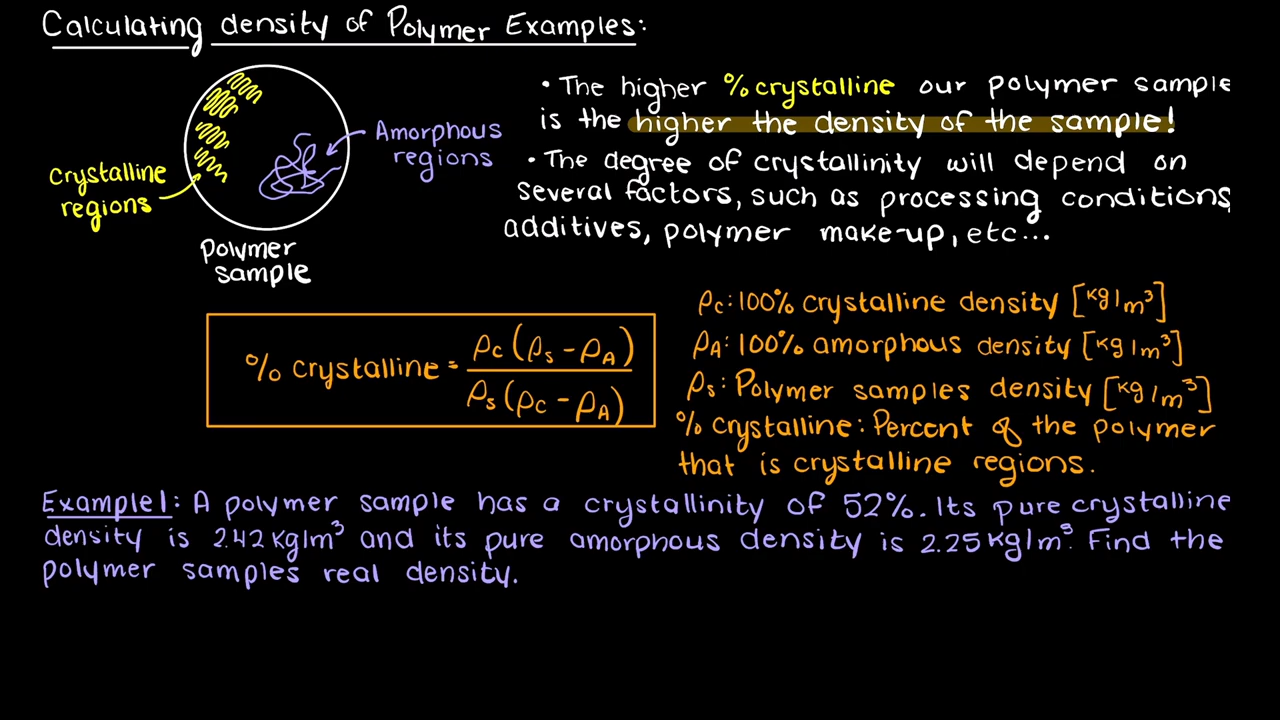 Calculating density of Polymer Examples:
• The higher % crystalline our polymer sample
is the higher the density of the sample!
Amorphous
regions
• The degree of crystallinity will depend on
several factors, such as processing conditions,
additives, polymer make-up, etc...
Crystalline
regions
Polymer
sample
ρc: 100% crystalline density [kg/m³]
ρA: 100% amorphous density [kg/m³]
% crystalline = ρc(ρs - ρA) / ρs(ρc - ρA)
ρs: Polymer samples density [kg/m³]
% crystalline: Percent of the polymer
that is crystalline regions.
Example 1: A polymer sample has a crystallinity of 52%. Its pure crystalline
density is 2.42 kg/m³ and its pure amorphous density is 2.25 kg/m³. Find the
polymer samples real density.